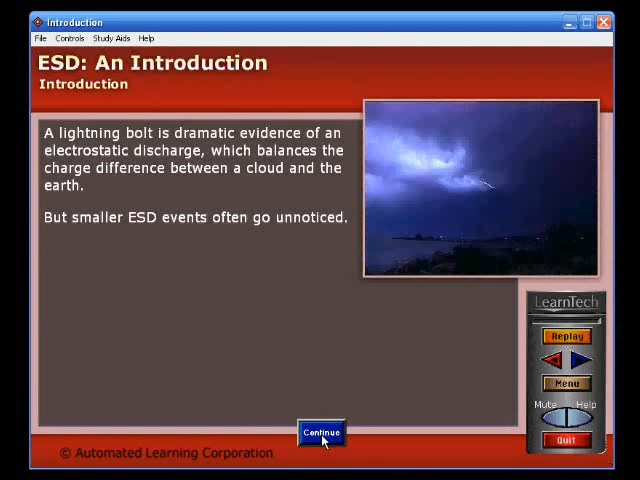 Introduction
File Controls Study Aids Help
ESD: An Introduction
Introduction
A lightning bolt is dramatic evidence of an
electrostatic discharge, which balances the
charge difference between a cloud and the
earth.
But smaller ESD events often go unnoticed.
LearnTech
Replay
Menu
Mute Help
Quit
Continue
© Automated Learning Corporation